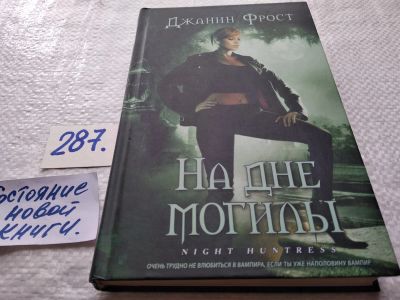 ДЖАНИН ФРОСТ
287.
НА ДНЕ
МОГИЛЫ
NIGHT HUNTRESS
ОЧЕНЬ ТРУДНО НЕ ВЛЮБИТЬСЯ В ВАМПИРА, ЕСЛИ ТЫ УЖЕ НАПОЛОВИНУ ВАМПИР
Состояние
новой
книги.